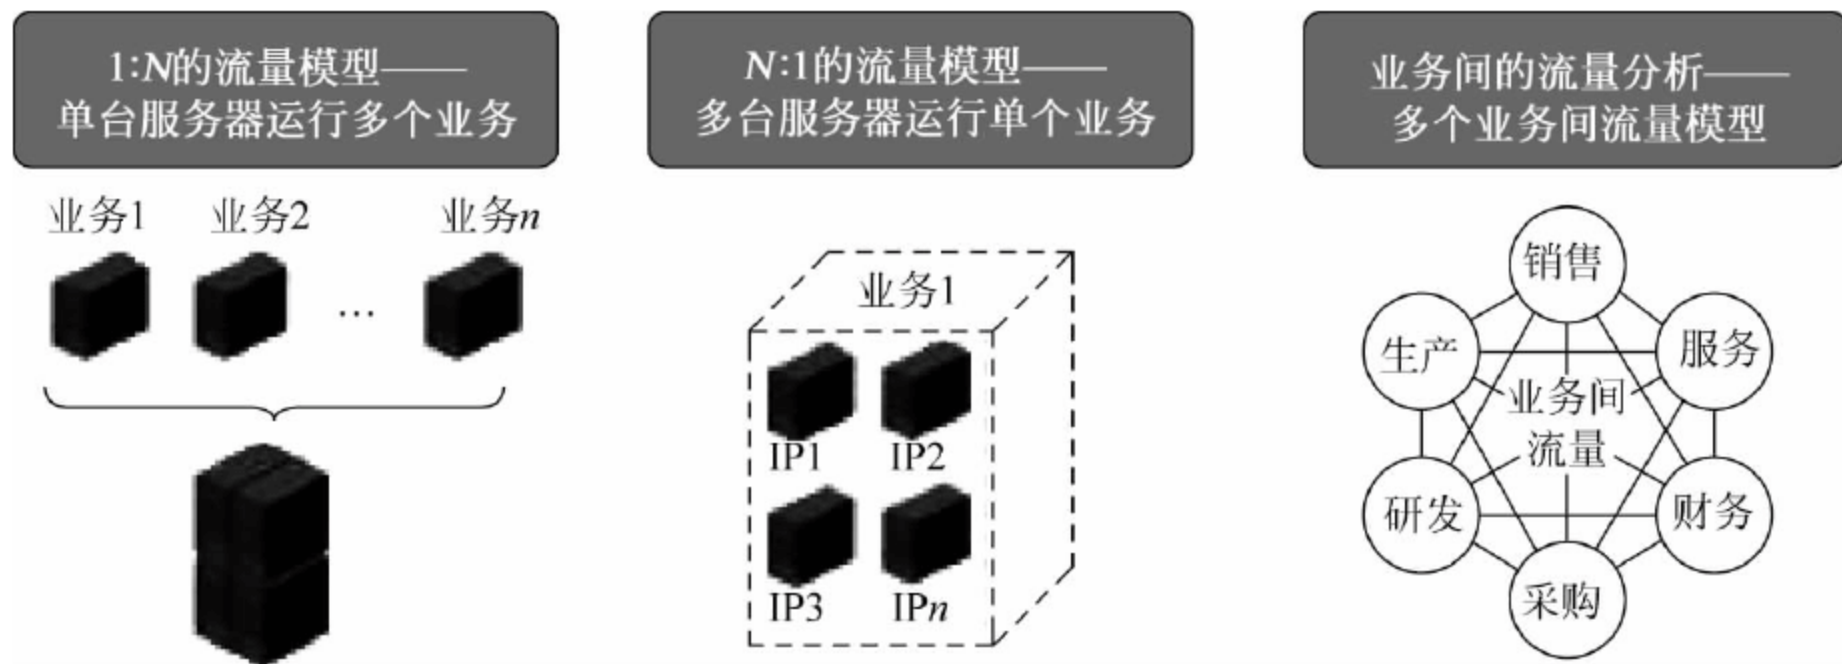 1:N的流量模型——
单台服务器运行多个业务
业务1
业务2
业务n
...
N:1的流量模型——
多台服务器运行单个业务
业务1
IP1
IP2
IP3
IPn
业务间的流量分析——
多个业务间流量模型
销售
生产
服务
业务间
流量
研发
财务
采购